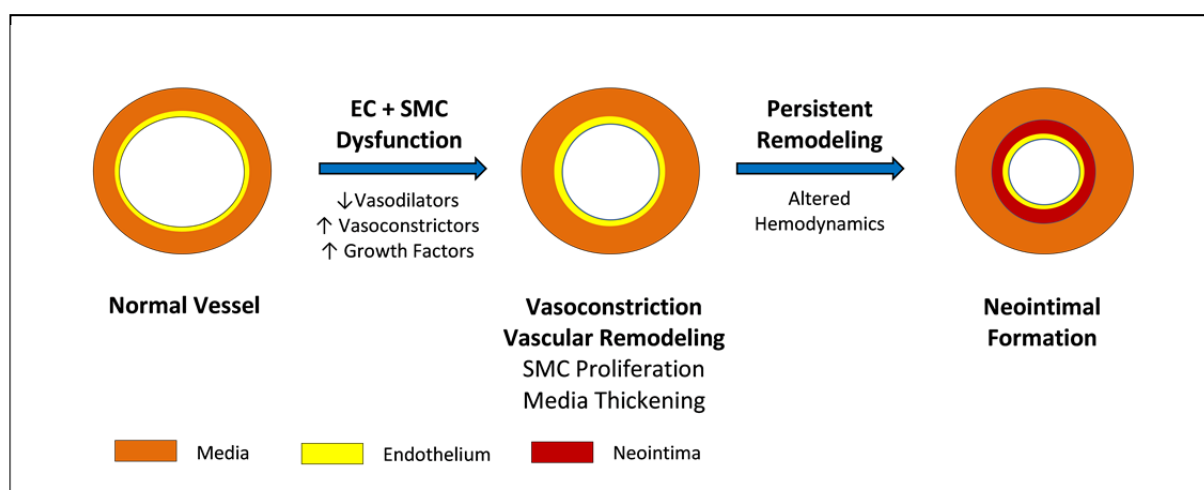 EC + SMC
Dysfunction
↓Vasodilators
↑ Vasoconstrictors
↑ Growth Factors
Persistent
Remodeling
Altered
Hemodynamics
Normal Vessel
Vasoconstriction
Vascular Remodeling
SMC Proliferation
Media Thickening
Neointimal
Formation
Media
Endothelium
Neointima